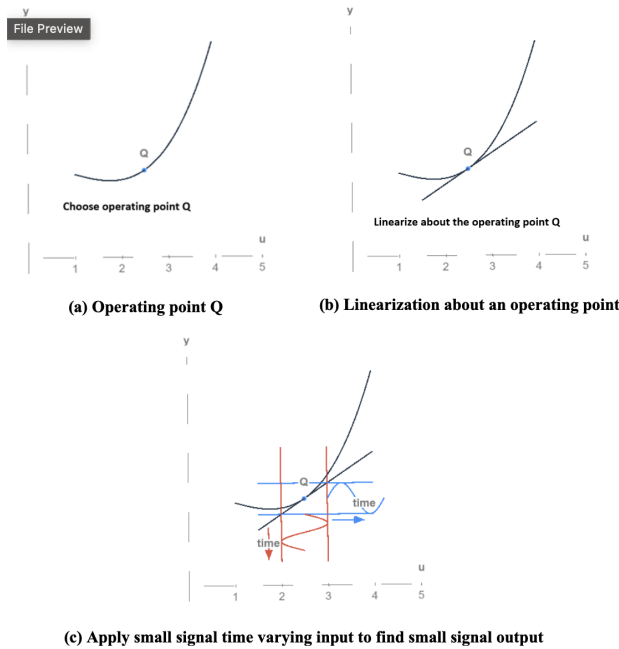 y
y
File Preview
Q
Q
Choose operating point Q
Linearize about the operating point Q
u
u
1 2 3 4 5
1 2 3 4 5
(a) Operating point Q
(b) Linearization about an operating point
y
Q
time
time
u
1 2 3 4 5
(c) Apply small signal time varying input to find small signal output